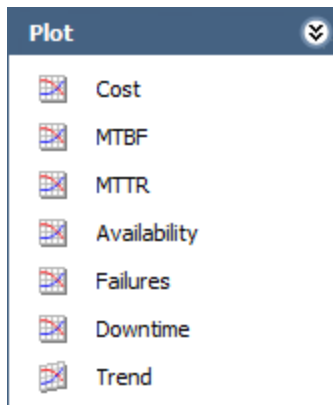 Plot
Cost
MTBF
MTTR
Availability
Failures
Downtime
Trend